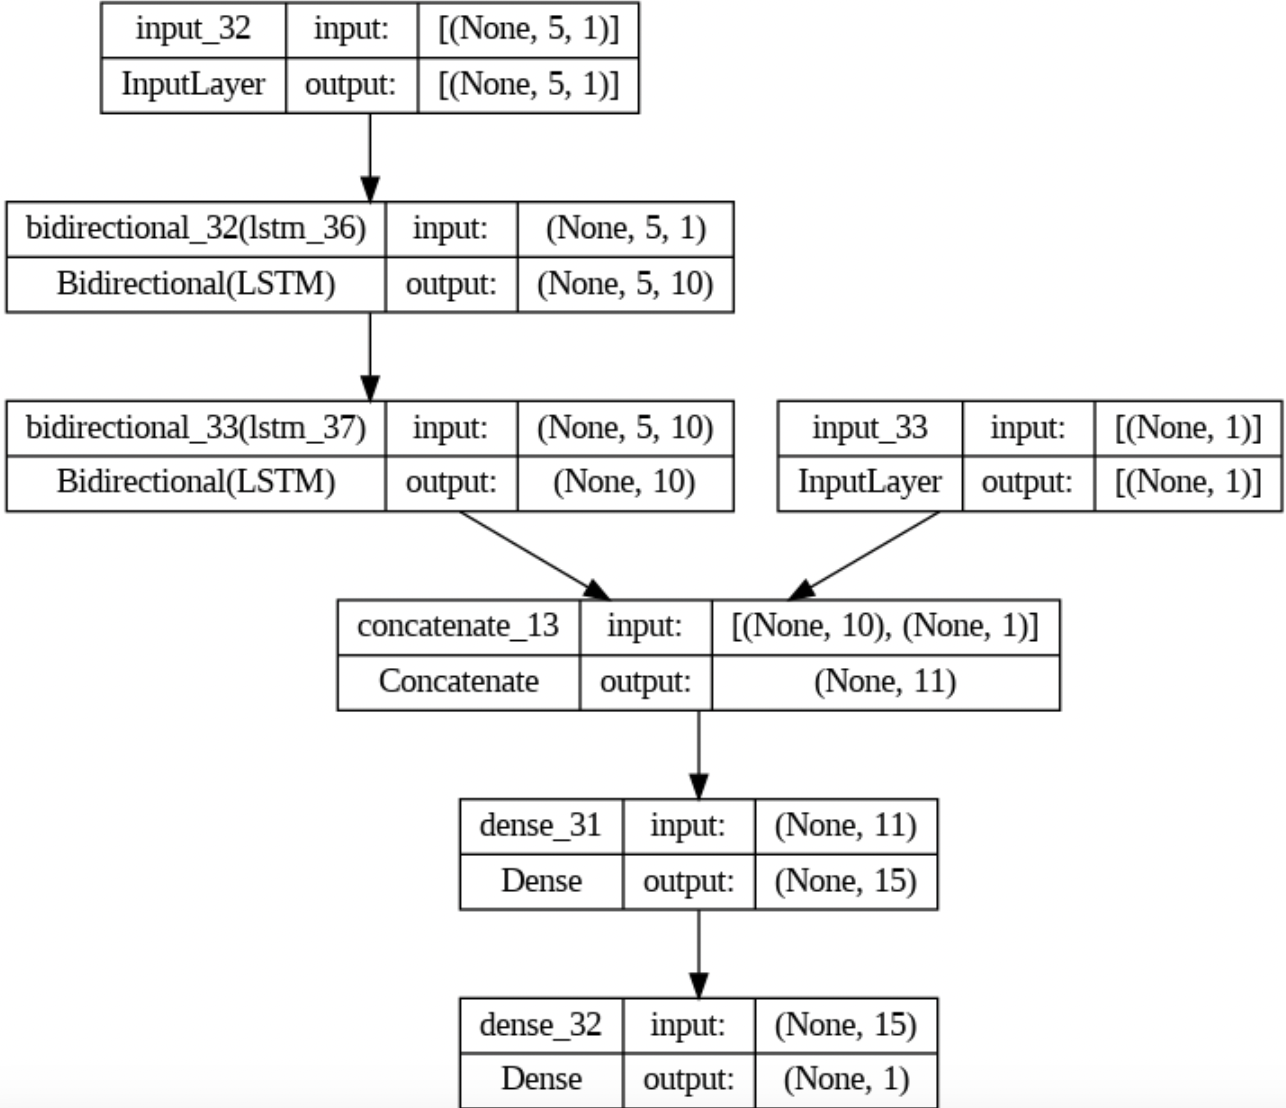 input_32 input: [(None, 5, 1)]
InputLayer output: [(None, 5, 1)]
bidirectional_32(lstm_36) input: (None, 5, 1)
Bidirectional(LSTM) output: (None, 5, 10)
bidirectional_33(lstm_37) input: (None, 5, 10)
Bidirectional(LSTM) output: (None, 10)
input_33 input: [(None, 1)]
InputLayer output: [(None, 1)]
concatenate_13 input: [(None, 10), (None, 1)]
Concatenate output: (None, 11)
dense_31 input: (None, 11)
Dense output: (None, 15)
dense_32 input: (None, 15)
Dense output: (None, 1)